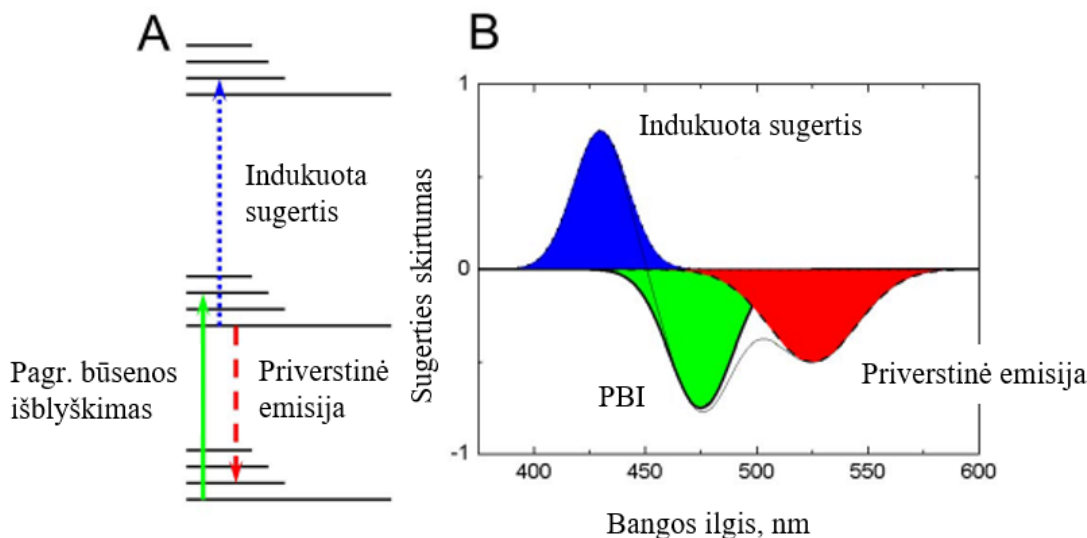 A
Indukuota
sugertis
Pagr. būsenos
išblyškimas
Priverstinė
emisija
B
Sugerties skirtumas
1
0
-1
Indukuota sugertis
PBI
Priverstinė emisija
400
450
500
550
600
Bangos ilgis, nm